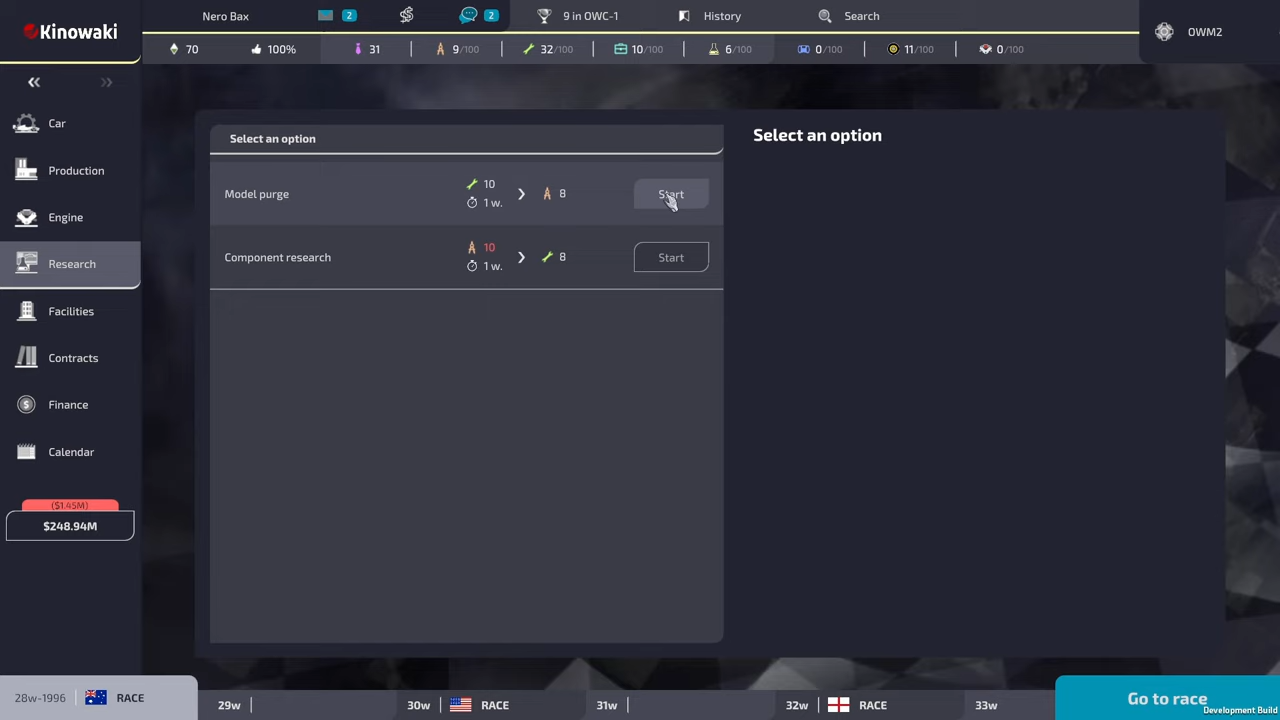 Kinowaki
Nero Bax
2
2
9 in OWC-1
History
Search
OWM2
70
100%
31
9/100
32/100
10/100
6/100
0/100
11/100
0/100
Car
Production
Engine
Research
Facilities
Contracts
Finance
Calendar
($1.45M)
$248.94M
Select an option
Model purge
10
1 w.
8
Start
Component research
10
1 w.
8
Start
Select an option
28w-1996
RACE
29w
30w
RACE
31w
32w
RACE
33w
Go to race
Development Build